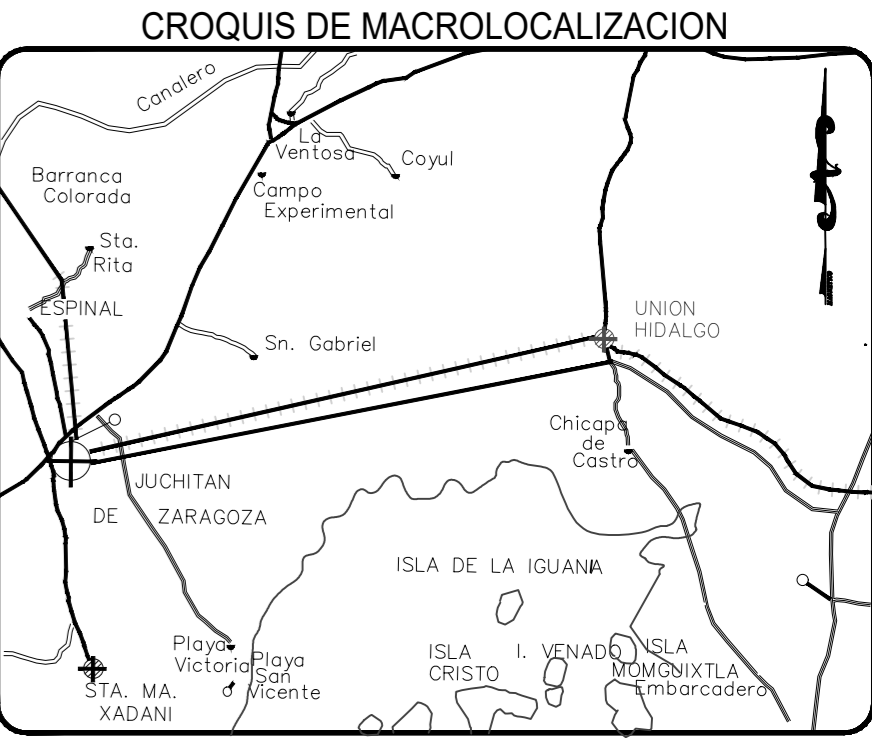 CROQUIS DE MACROLOCALIZACION
Canalero
La
Ventosa
Coyul
Barranca
Colorada
Campo
Experimental
Sta.
Rita
ESPINAL
UNION
HIDALGO
Sn. Gabriel
Chicapa
de
Castro
JUCHITAN
DE ZARAGOZA
ISLA DE LA IGUANA
Playa
Victoria
Playa
San
Vicente
ISLA
CRISTO
I. VENADO
ISLA
MOMGUIXTLA
Embarcadero
STA. MA.
XADANI